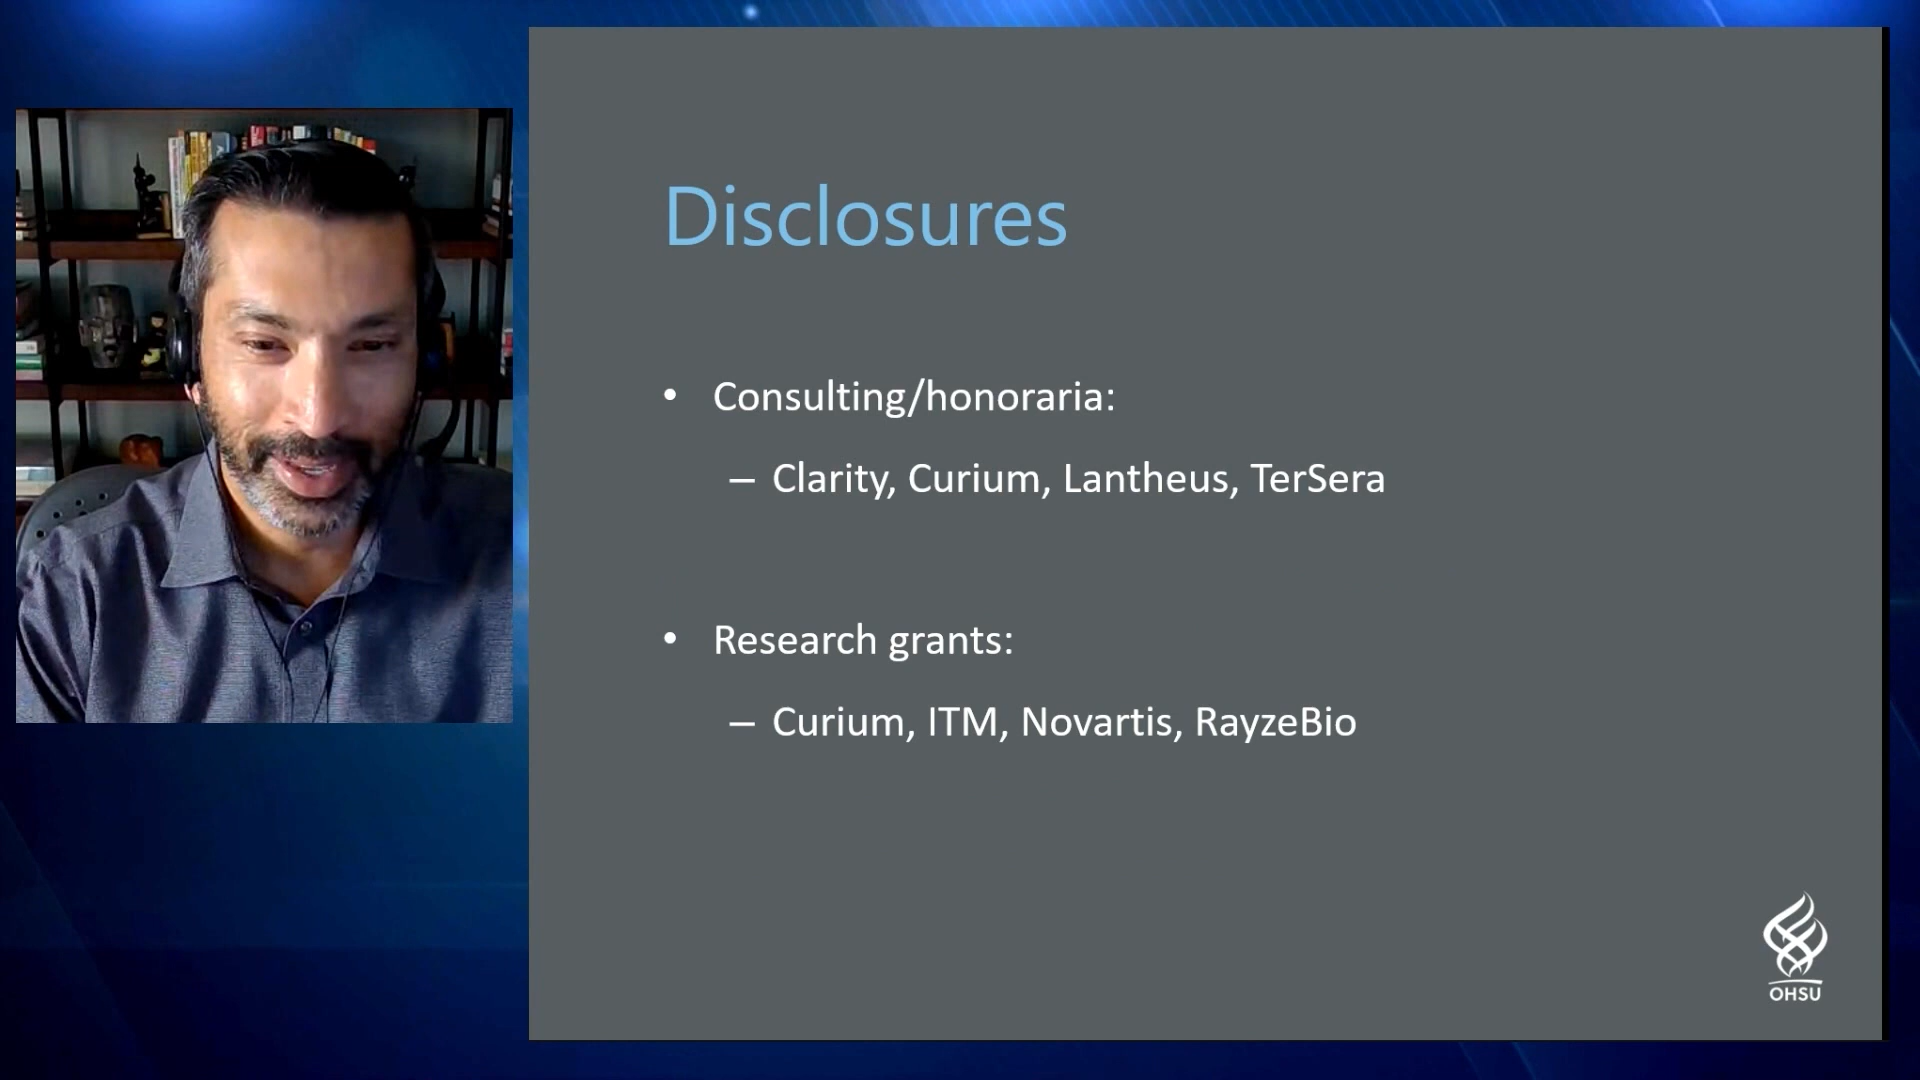 Disclosures
• Consulting/honoraria:
– Clarity, Curium, Lantheus, TerSera
• Research grants:
– Curium, ITM, Novartis, RayzeBio
OHSU